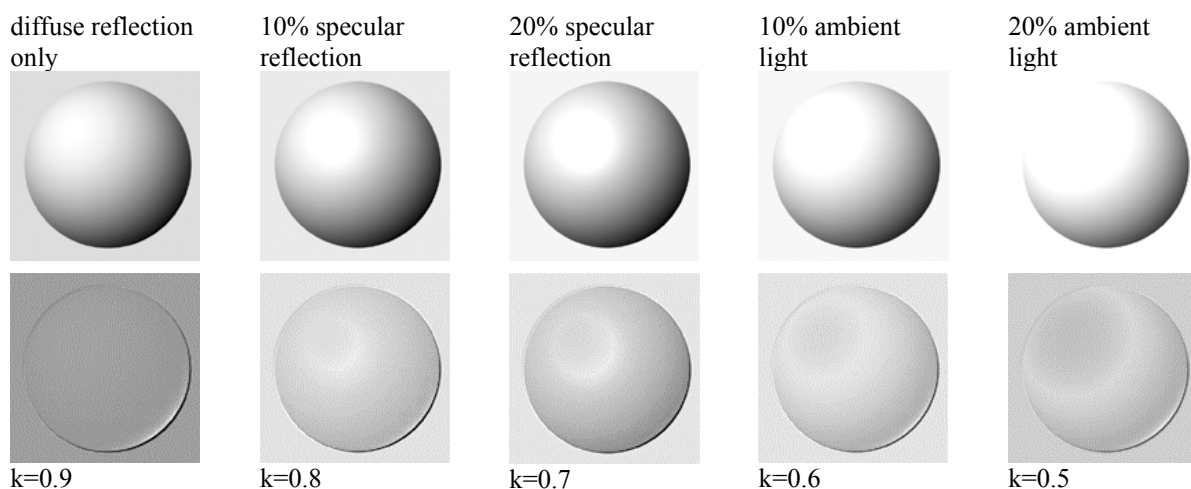 diffuse reflection
only
10% specular
reflection
20% specular
reflection
10% ambient
light
20% ambient
light
k=0.9
k=0.8
k=0.7
k=0.6
k=0.5